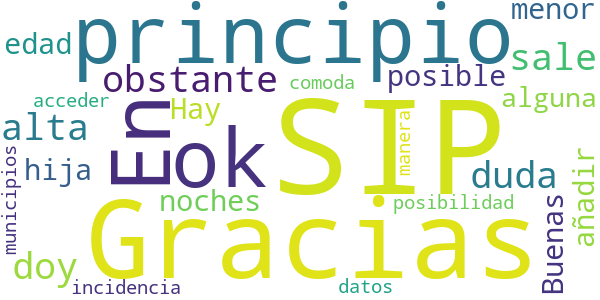 principio
menor
edad
sale
obstante
posible
comoda
acceder
Hay
alguna
SIP
En
ok
alta
manera
hija
duda
municipios
noches
posibilidad
añadir
Buenas
Gracias
doy
incidencia
datos